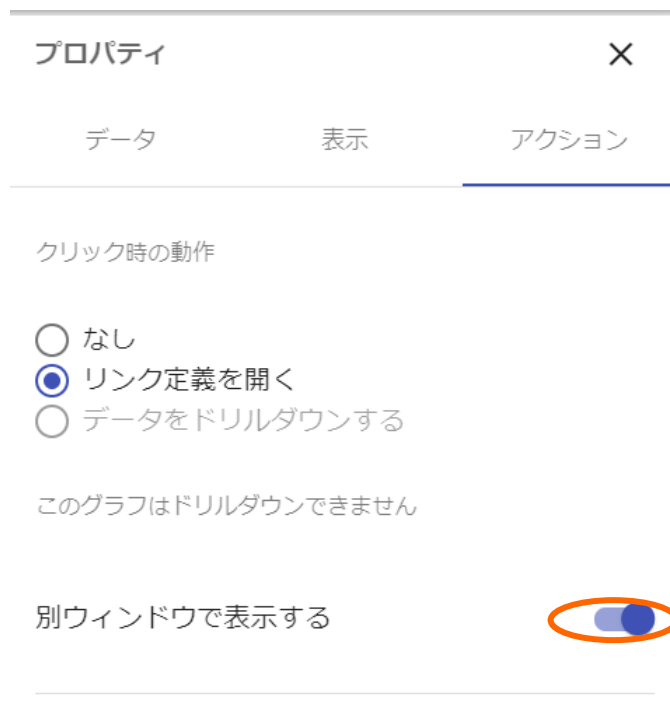 プロパティ
データ 表示 アクション
クリック時の動作
なし
リンク定義を開く
データをドリルダウンする
このグラフはドリルダウンできません
別ウィンドウで表示する